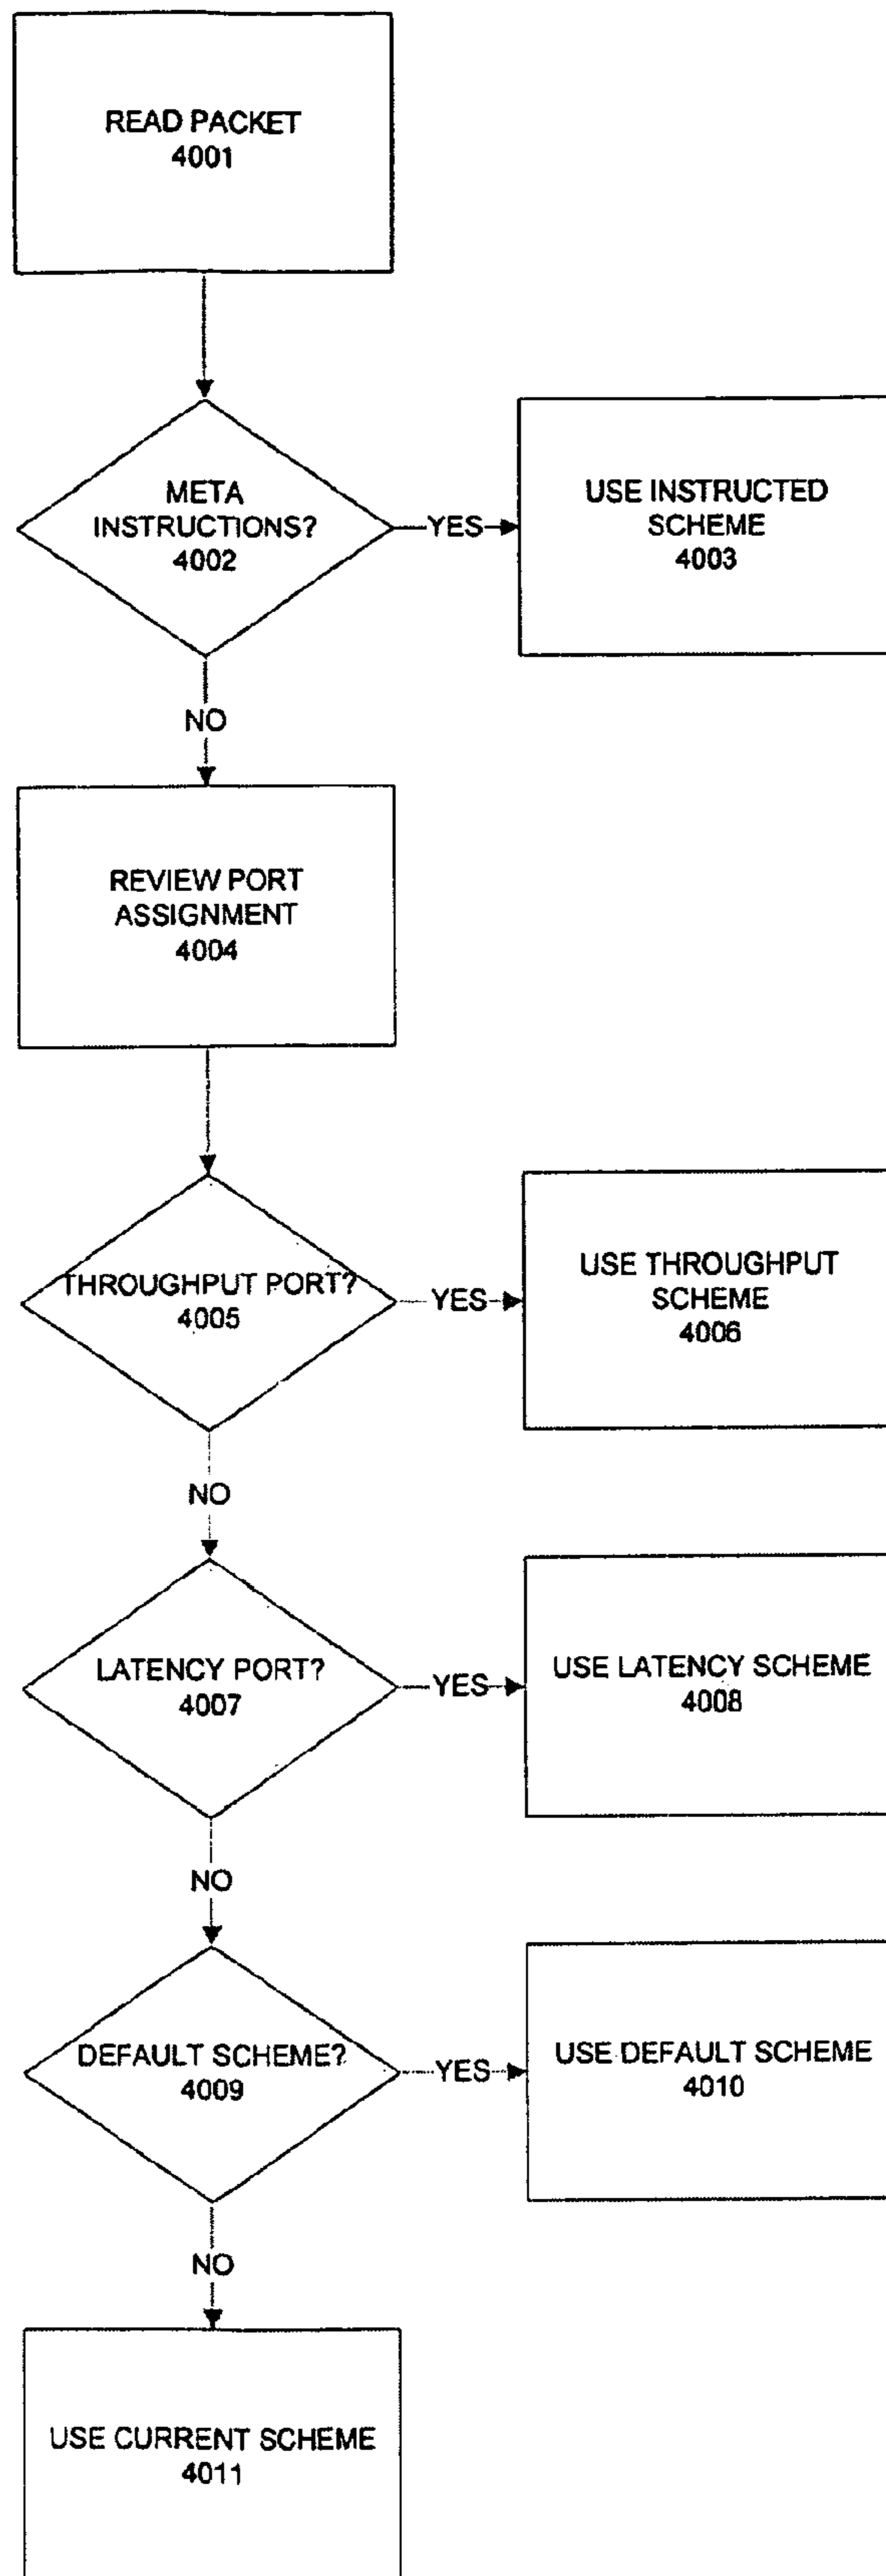 READ PACKET
4001
META
INSTRUCTIONS?
4002
YES
USE INSTRUCTED
SCHEME
4003
NO
REVIEW PORT
ASSIGNMENT
4004
THROUGHPUT PORT?
4005
YES
USE THROUGHPUT
SCHEME
4006
NO
LATENCY PORT?
4007
YES
USE LATENCY SCHEME
4008
NO
DEFAULT SCHEME?
4009
YES
USE DEFAULT SCHEME
4010
NO
USE CURRENT SCHEME
4011